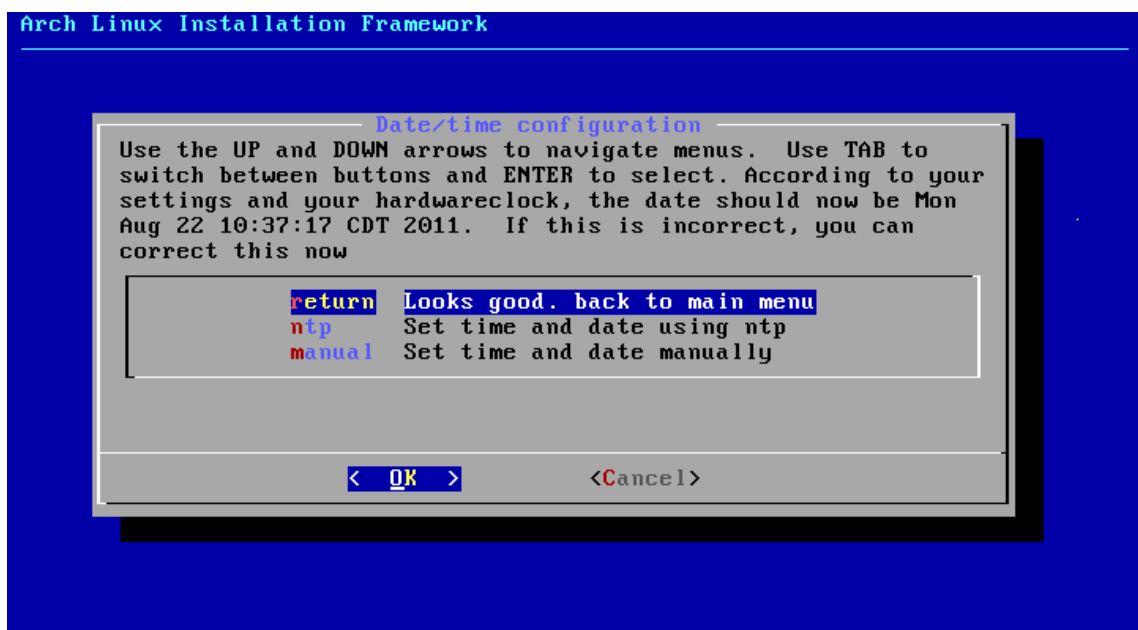 Arch Linux Installation Framework
Date/time configuration
Use the UP and DOWN arrows to navigate menus.  Use TAB to
switch between buttons and ENTER to select. According to your
settings and your hardwareclock, the date should now be Mon
Aug 22 10:37:17 CDT 2011.  If this is incorrect, you can
correct this now
return  Looks good. back to main menu
ntp     Set time and date using ntp
manual  Set time and date manually
<  OK  >          <Cancel>